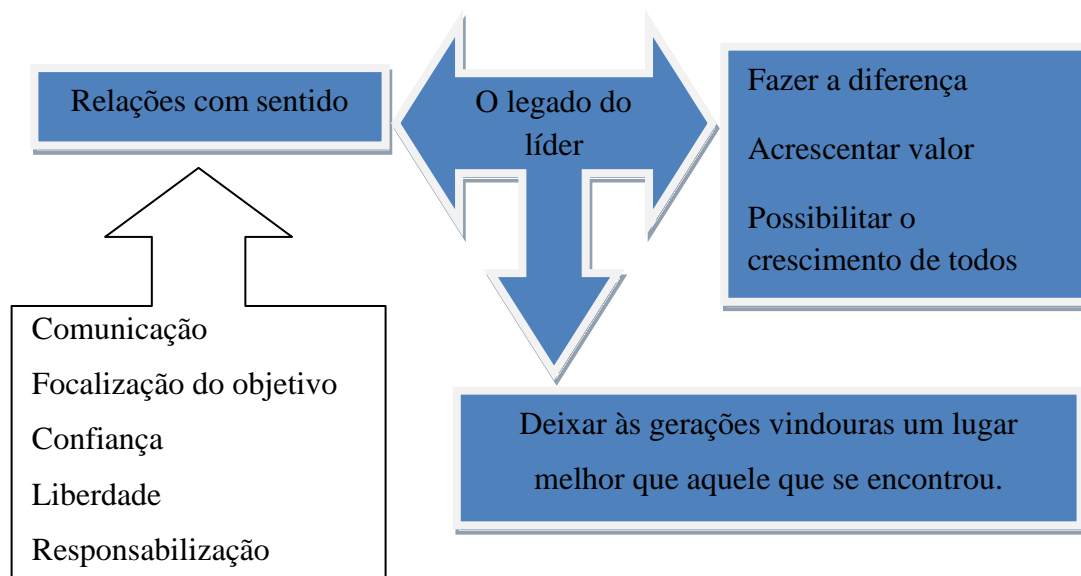 Relações com sentido
O legado do
líder
Fazer a diferença
Acrescentar valor
Possibilitar o
crescimento de todos
Comunicação
Focalização do objetivo
Confiança
Liberdade
Responsabilização
Deixar às gerações vindouras um lugar
melhor que aquele que se encontrou.